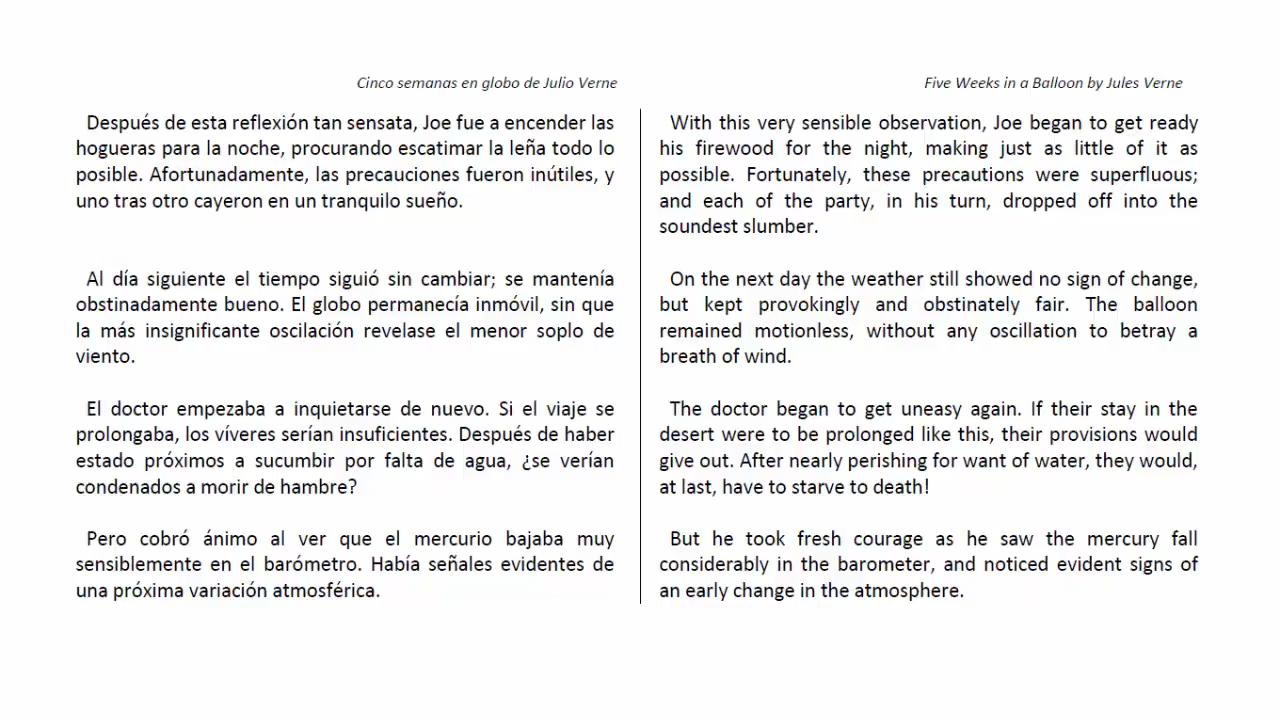 Cinco semanas en globo de Julio Verne
Después de esta reflexión tan sensata, Joe fue a encender las
hogueras para la noche, procurando escatimar la leña todo lo
posible. Afortunadamente, las precauciones fueron inútiles, y
uno tras otro cayeron en un tranquilo sueño.
Al día siguiente el tiempo siguió sin cambiar; se mantenía
obstinadamente bueno. El globo permanecía inmóvil, sin que
la más insignificante oscilación revelase el menor soplo de
viento.
El doctor empezaba a inquietarse de nuevo. Si el viaje se
prolongaba, los víveres serían insuficientes. Después de haber
estado próximos a sucumbir por falta de agua, ¿se verían
condenados a morir de hambre?
Pero cobró ánimo al ver que el mercurio bajaba muy
sensiblemente en el barómetro. Había señales evidentes de
una próxima variación atmosférica.
Five Weeks in a Balloon by Jules Verne
With this very sensible observation, Joe began to get ready
his firewood for the night, making just as little of it as
possible. Fortunately, these precautions were superfluous;
and each of the party, in his turn, dropped off into the
soundest slumber.
On the next day the weather still showed no sign of change,
but kept provokingly and obstinately fair. The balloon
remained motionless, without any oscillation to betray a
breath of wind.
The doctor began to get uneasy again. If their stay in the
desert were to be prolonged like this, their provisions would
give out. After nearly perishing for want of water, they would,
at last, have to starve to death!
But he took fresh courage as he saw the mercury fall
considerably in the barometer, and noticed evident signs of
an early change in the atmosphere.